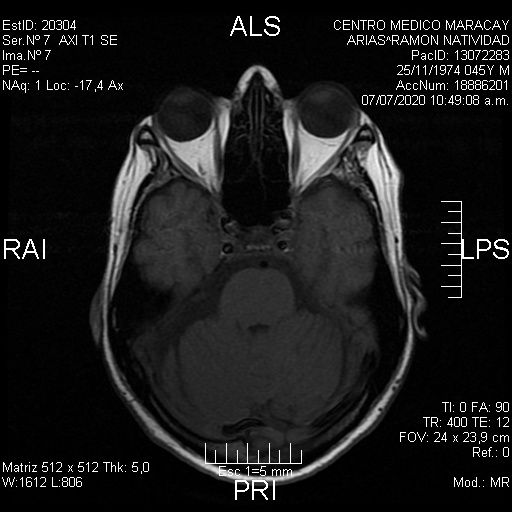 EstID: 20304
Ser.Nº 7 AXI T1 SE
Ima.Nº 7
PE= --
NAq: 1 Loc: -17,4 Ax
ALS
CENTRO MEDICO MARACAY
ARIAS^RAMON NATIVIDAD
PacID: 13072283
25/11/1974 045Y M
AccNum: 18886201
07/07/2020 10:49:08 a.m.
RAI
LPS
Matriz 512 x 512 Thk: 5,0
W:1612 L:806
Esc 1=5 mm
PRI
TI: 0 FA: 90
TR: 400 TE: 12
FOV: 24 x 23,9 cm
Ref.: 0
Mod.: MR